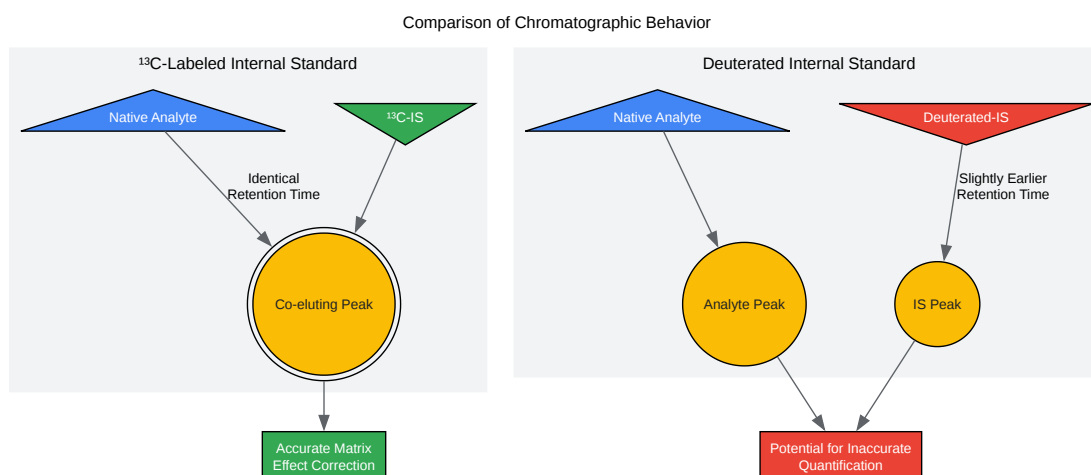 Comparison of Chromatographic Behavior
¹³C-Labeled Internal Standard
Native Analyte
¹³C-IS
Identical
Retention Time
Co-eluting Peak
Accurate Matrix
Effect Correction
Deuterated Internal Standard
Native Analyte
Deuterated-IS
Slightly Earlier
Retention Time
Analyte Peak
IS Peak
Potential for Inaccurate
Quantification